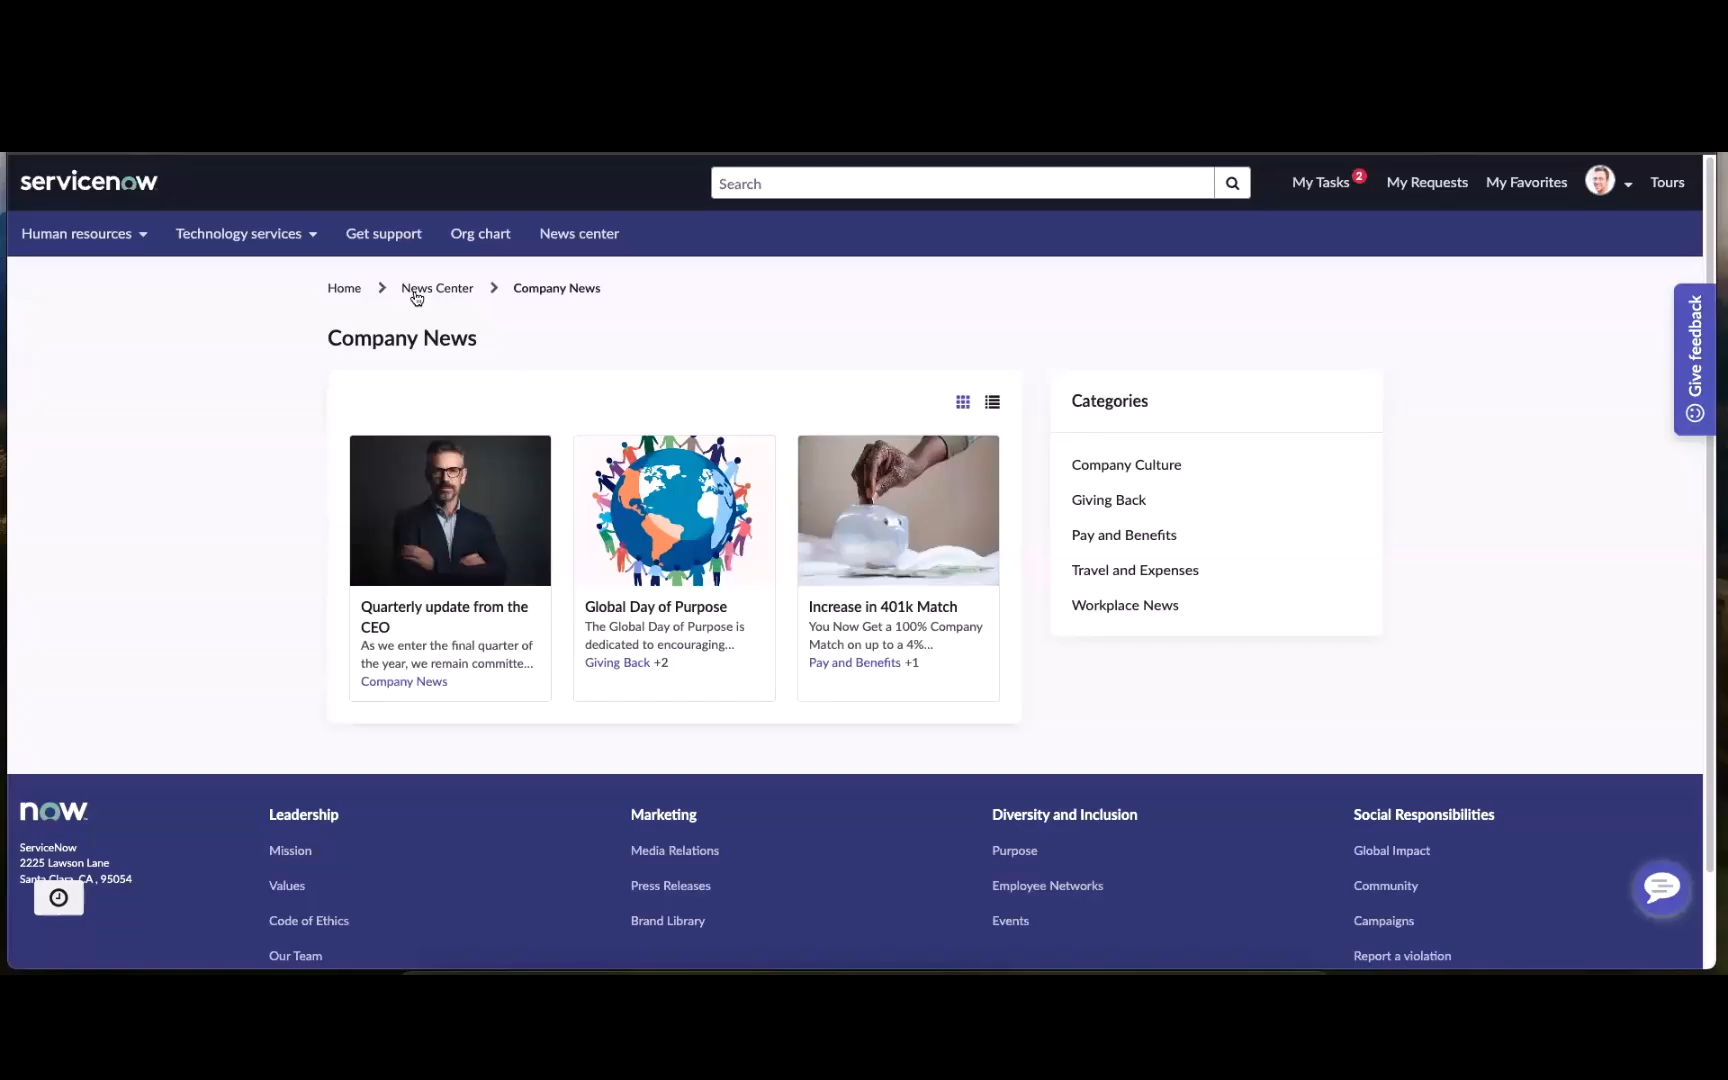 servicenow
Search
My Tasks 2
My Requests
My Favorites
Tours
Human resources
Technology services
Get support
Org chart
News center
Home
News Center
Company News
Give feedback
Company News
Quarterly update from the
CEO
As we enter the final quarter of
the year, we remain committe...
Company News
Global Day of Purpose
The Global Day of Purpose is
dedicated to encouraging...
Giving Back +2
Increase in 401k Match
You Now Get a 100% Company
Match on up to a 4%...
Pay and Benefits +1
Categories
Company Culture
Giving Back
Pay and Benefits
Travel and Expenses
Workplace News
now
ServiceNow
2225 Lawson Lane
Santa Clara, CA , 95054
Leadership
Mission
Values
Code of Ethics
Our Team
Marketing
Media Relations
Press Releases
Brand Library
Diversity and Inclusion
Purpose
Employee Networks
Events
Social Responsibilities
Global Impact
Community
Campaigns
Report a violation